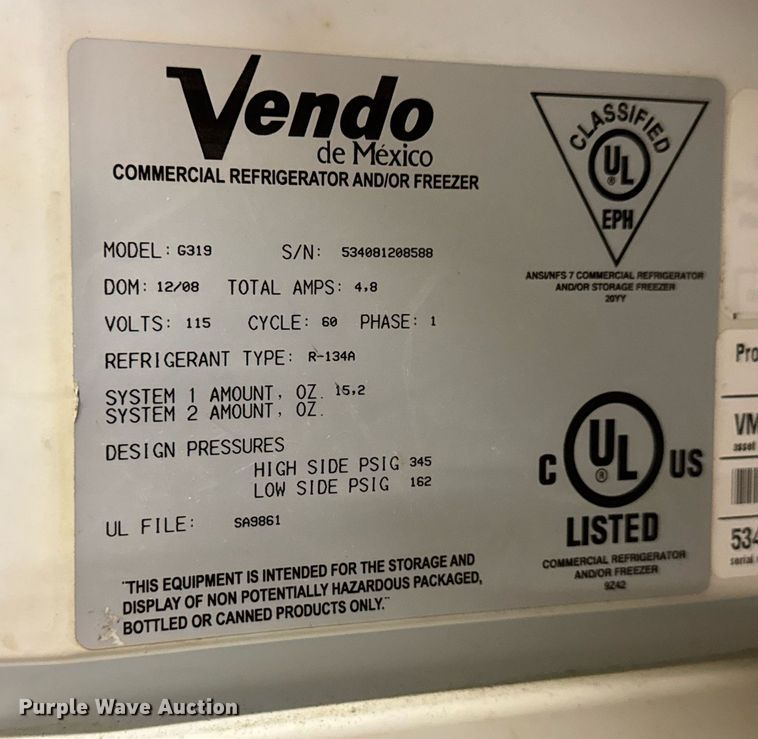 Vendo
de México
COMMERCIAL REFRIGERATOR AND/OR FREEZER
MODEL: G319 S/N: 534081208588
DOM: 12/08 TOTAL AMPS: 4,8
VOLTS: 115 CYCLE: 60 PHASE: 1
REFRIGERANT TYPE: R-134A
SYSTEM 1 AMOUNT, OZ. 15,2
SYSTEM 2 AMOUNT, OZ.
DESIGN PRESSURES
HIGH SIDE PSIG 345
LOW SIDE PSIG 162
UL FILE: SA9861
"THIS EQUIPMENT IS INTENDED FOR THE STORAGE AND
DISPLAY OF NON POTENTIALLY HAZARDOUS PACKAGED,
BOTTLED OR CANNED PRODUCTS ONLY."
CLASSIFIED
UL
®
EPH
ANSI/NFS 7 COMMERCIAL REFRIGERATOR
AND/OR STORAGE FREEZER
20YY
C UL US
®
LISTED
COMMERCIAL REFRIGERATOR
AND/OR FREEZER
9Z42
Pro
VM
asset
534
serial
Purple Wave Auction